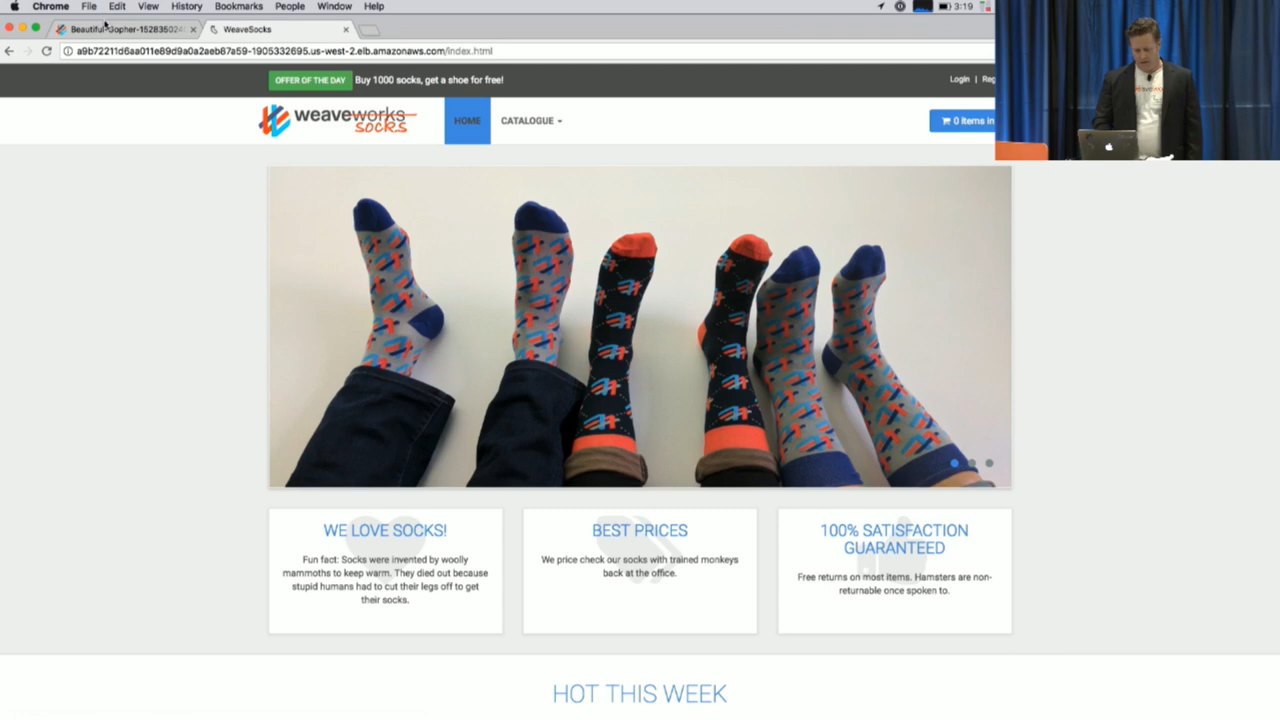 Chrome File Edit View History Bookmarks People Window Help 3:19
WeaveSocks
a9b72211d6aa011e89d9a0a2aeb87a59-1905332695.us-west-2.elb.amazonaws.com/index.html
OFFER OF THE DAY Buy 1000 socks, get a shoe for free! Login | Reg
weaveworks
socks
HOME CATALOGUE 0 items in
WE LOVE SOCKS!
Fun fact: Socks were invented by woolly
mammoths to keep warm. They died out because
stupid humans had to cut their legs off to get
their socks.
BEST PRICES
We price check our socks with trained monkeys
back at the office.
100% SATISFACTION
GUARANTEED
Free returns on most items. Hamsters are non-
returnable once spoken to.
HOT THIS WEEK